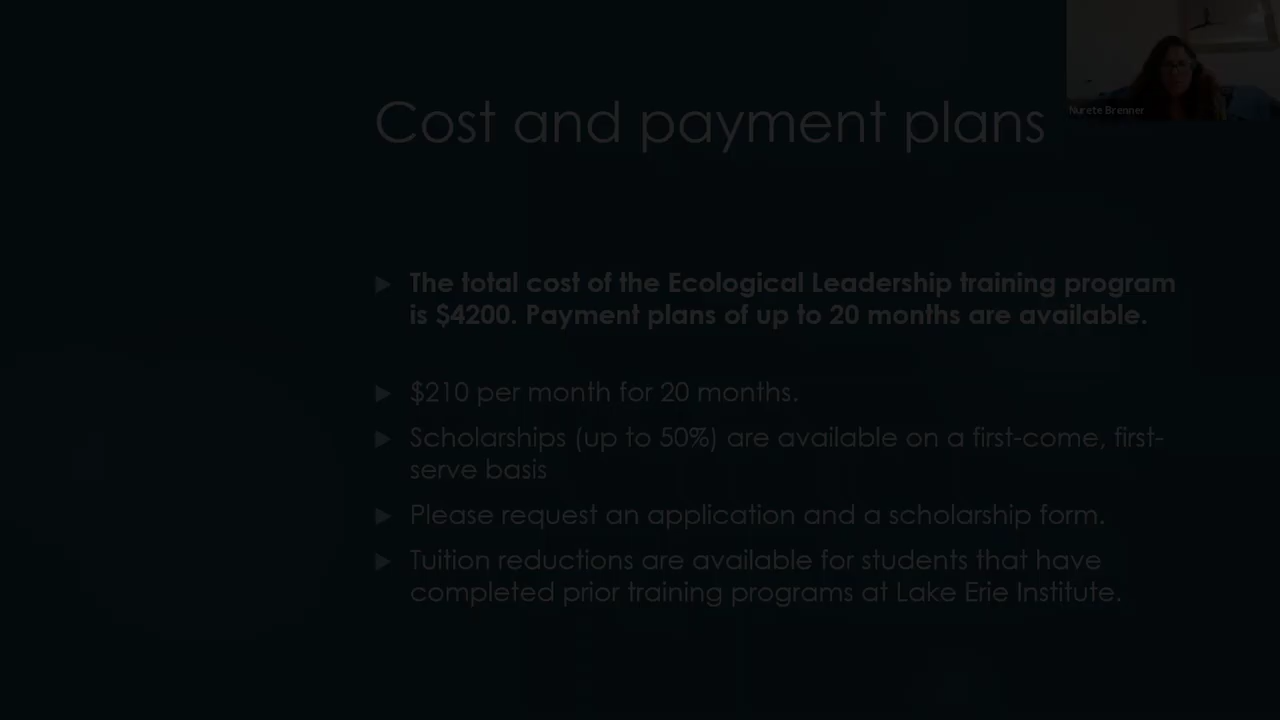 Nurete Brenner
Cost and payment plans
The total cost of the Ecological Leadership training program
is $4200. Payment plans of up to 20 months are available.
$210 per month for 20 months.
Scholarships (up to 50%) are available on a first-come, first-
serve basis
Please request an application and a scholarship form.
Tuition reductions are available for students that have
completed prior training programs at Lake Erie Institute.